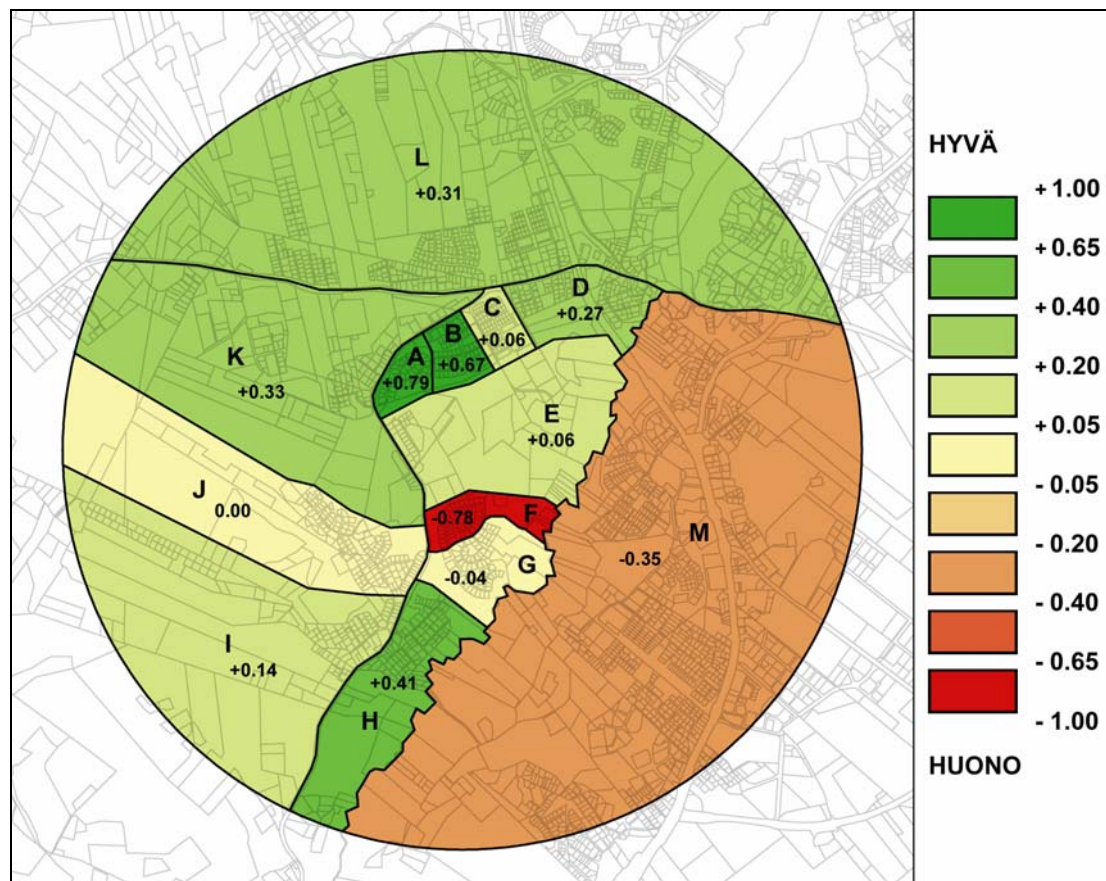 L
+0.31
D
+0.27
C
+0.06
B
+0.67
A
+0.79
K
+0.33
E
+0.06
J
0.00
F
-0.78
G
-0.04
M
-0.35
I
+0.14
+0.41
H
HYVÄ
+ 1.00
+ 0.65
+ 0.40
+ 0.20
+ 0.05
- 0.05
- 0.20
- 0.40
- 0.65
- 1.00
HUONO